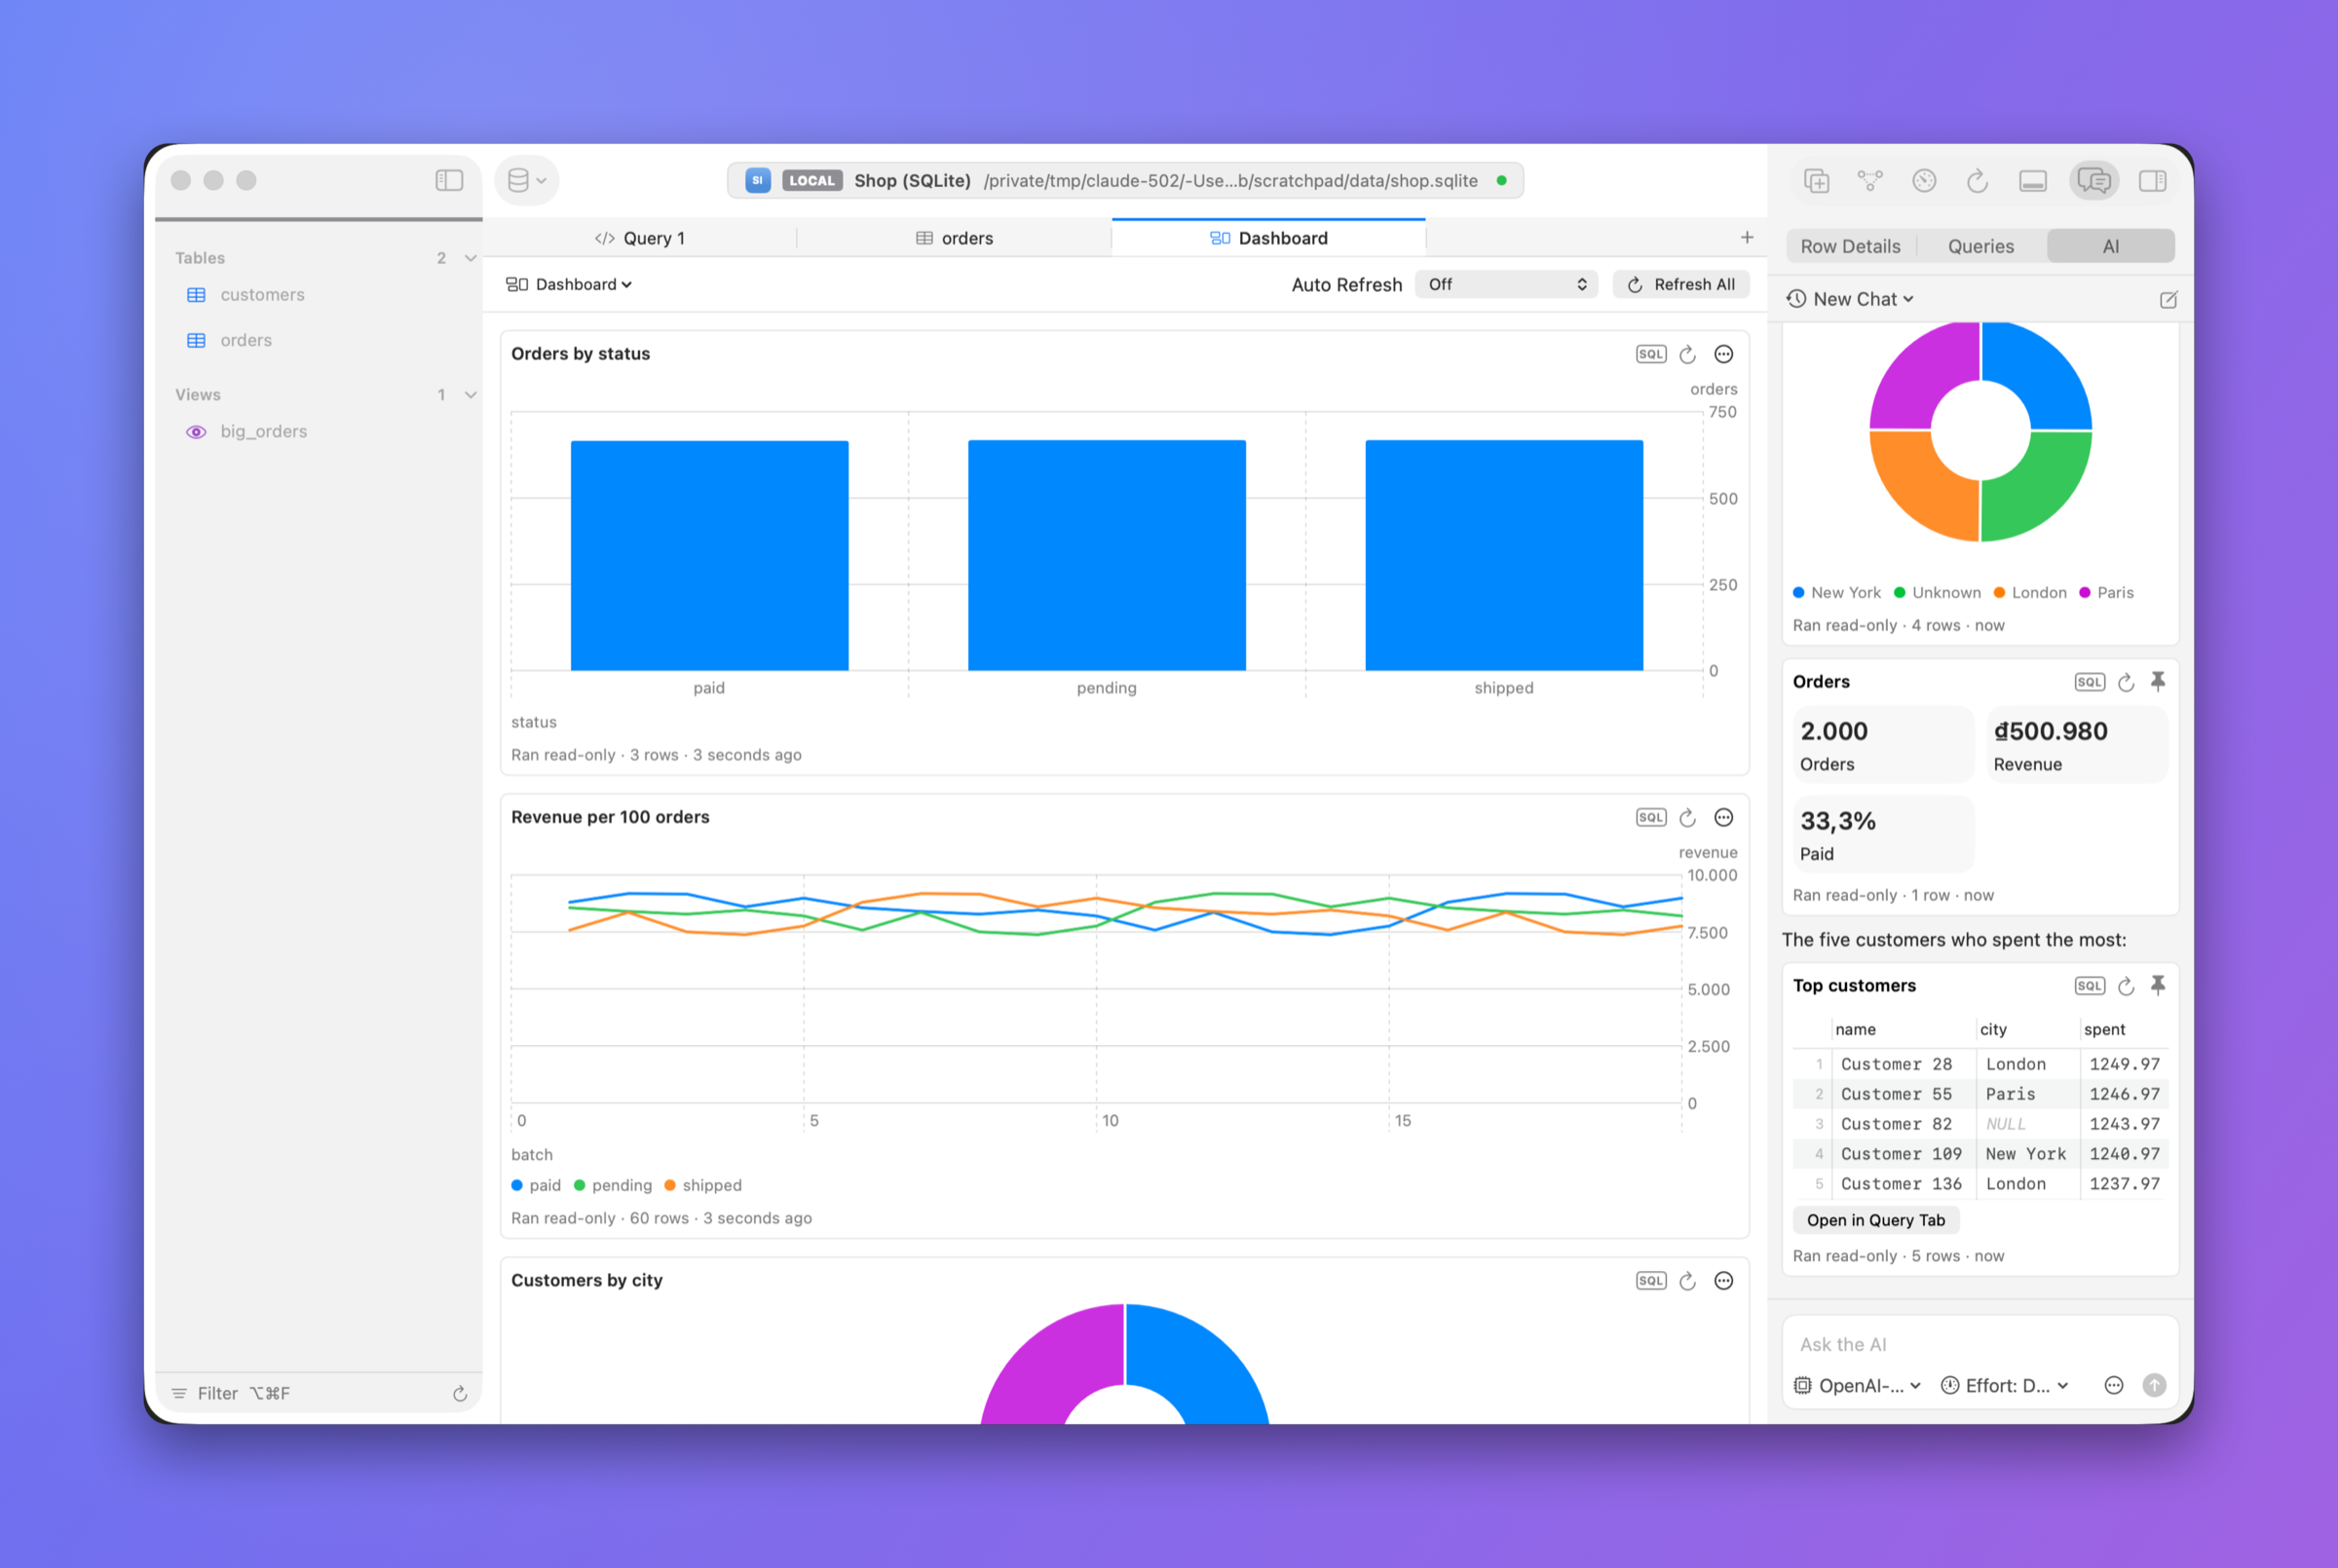 SI LOCAL Shop (SQLite) /private/tmp/claude-502/-Use...b/scratchpad/data/shop.sqlite
Tables 2
customers
orders
Views 1
big_orders
Filter ⌥⌘F
Query 1
orders
Dashboard
Dashboard
Auto Refresh Off Refresh All
Orders by status SQL
orders
750
500
250
0
paid pending shipped
status
Ran read-only · 3 rows · 3 seconds ago
Revenue per 100 orders SQL
revenue
10.000
7.500
5.000
2.500
0
0 5 10 15
batch
paid pending shipped
Ran read-only · 60 rows · 3 seconds ago
Customers by city SQL
Row Details Queries AI
New Chat
New York Unknown London Paris
Ran read-only · 4 rows · now
Orders SQL
2.000 ₫500.980
Orders Revenue
33,3%
Paid
Ran read-only · 1 row · now
The five customers who spent the most:
Top customers SQL
name city spent
1 Customer 28 London 1249.97
2 Customer 55 Paris 1246.97
3 Customer 82 NULL 1243.97
4 Customer 109 New York 1240.97
5 Customer 136 London 1237.97
Open in Query Tab
Ran read-only · 5 rows · now
Ask the AI
OpenAI-... Effort: D...